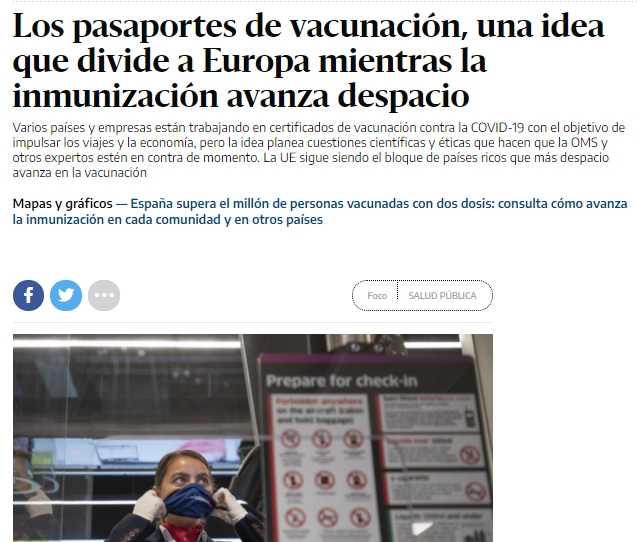 Los pasaportes de vacunación, una idea
que divide a Europa mientras la
inmunización avanza despacio
Varios países y empresas están trabajando en certificados de vacunación contra la COVID-19 con el objetivo de
impulsar los viajes y la economía, pero la idea planea cuestiones científicas y éticas que hacen que la OMS y
otros expertos estén en contra de momento. La UE sigue siendo el bloque de países ricos que más despacio
avanza en la vacunación
Mapas y gráficos — España supera el millón de personas vacunadas con dos dosis: consulta cómo avanza
la inmunización en cada comunidad y en otros países
Foco SALUD PÚBLICA
Prepare for check-in
Forbidden anywhere
on the aircraft (cabin
and hold baggage)